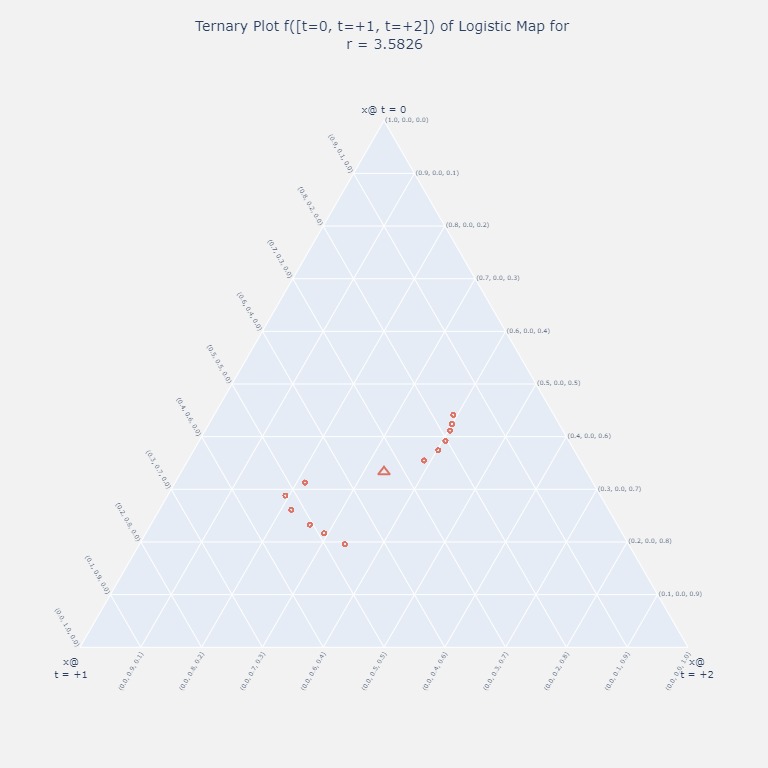 Ternary Plot f([t=0, t=+1, t=+2]) of Logistic Map for
r = 3.5826
x@ t = 0
(1.0, 0.0, 0.0)
(0.9, 0.1, 0.0)
(0.9, 0.0, 0.1)
(0.8, 0.2, 0.0)
(0.8, 0.0, 0.2)
(0.7, 0.3, 0.0)
(0.7, 0.0, 0.3)
(0.6, 0.4, 0.0)
(0.6, 0.0, 0.4)
(0.5, 0.5, 0.0)
(0.5, 0.0, 0.5)
(0.4, 0.6, 0.0)
(0.4, 0.0, 0.6)
(0.3, 0.7, 0.0)
(0.3, 0.0, 0.7)
(0.2, 0.8, 0.0)
(0.2, 0.0, 0.8)
(0.1, 0.9, 0.0)
(0.1, 0.0, 0.9)
(0.0, 1.0, 0.0)
x@
t = +1
(0.0, 0.9, 0.1)
(0.0, 0.8, 0.2)
(0.0, 0.7, 0.3)
(0.0, 0.6, 0.4)
(0.0, 0.5, 0.5)
(0.0, 0.4, 0.6)
(0.0, 0.3, 0.7)
(0.0, 0.2, 0.8)
(0.0, 0.1, 0.9)
(0.0, 0.0, 1.0)
x@
t = +2